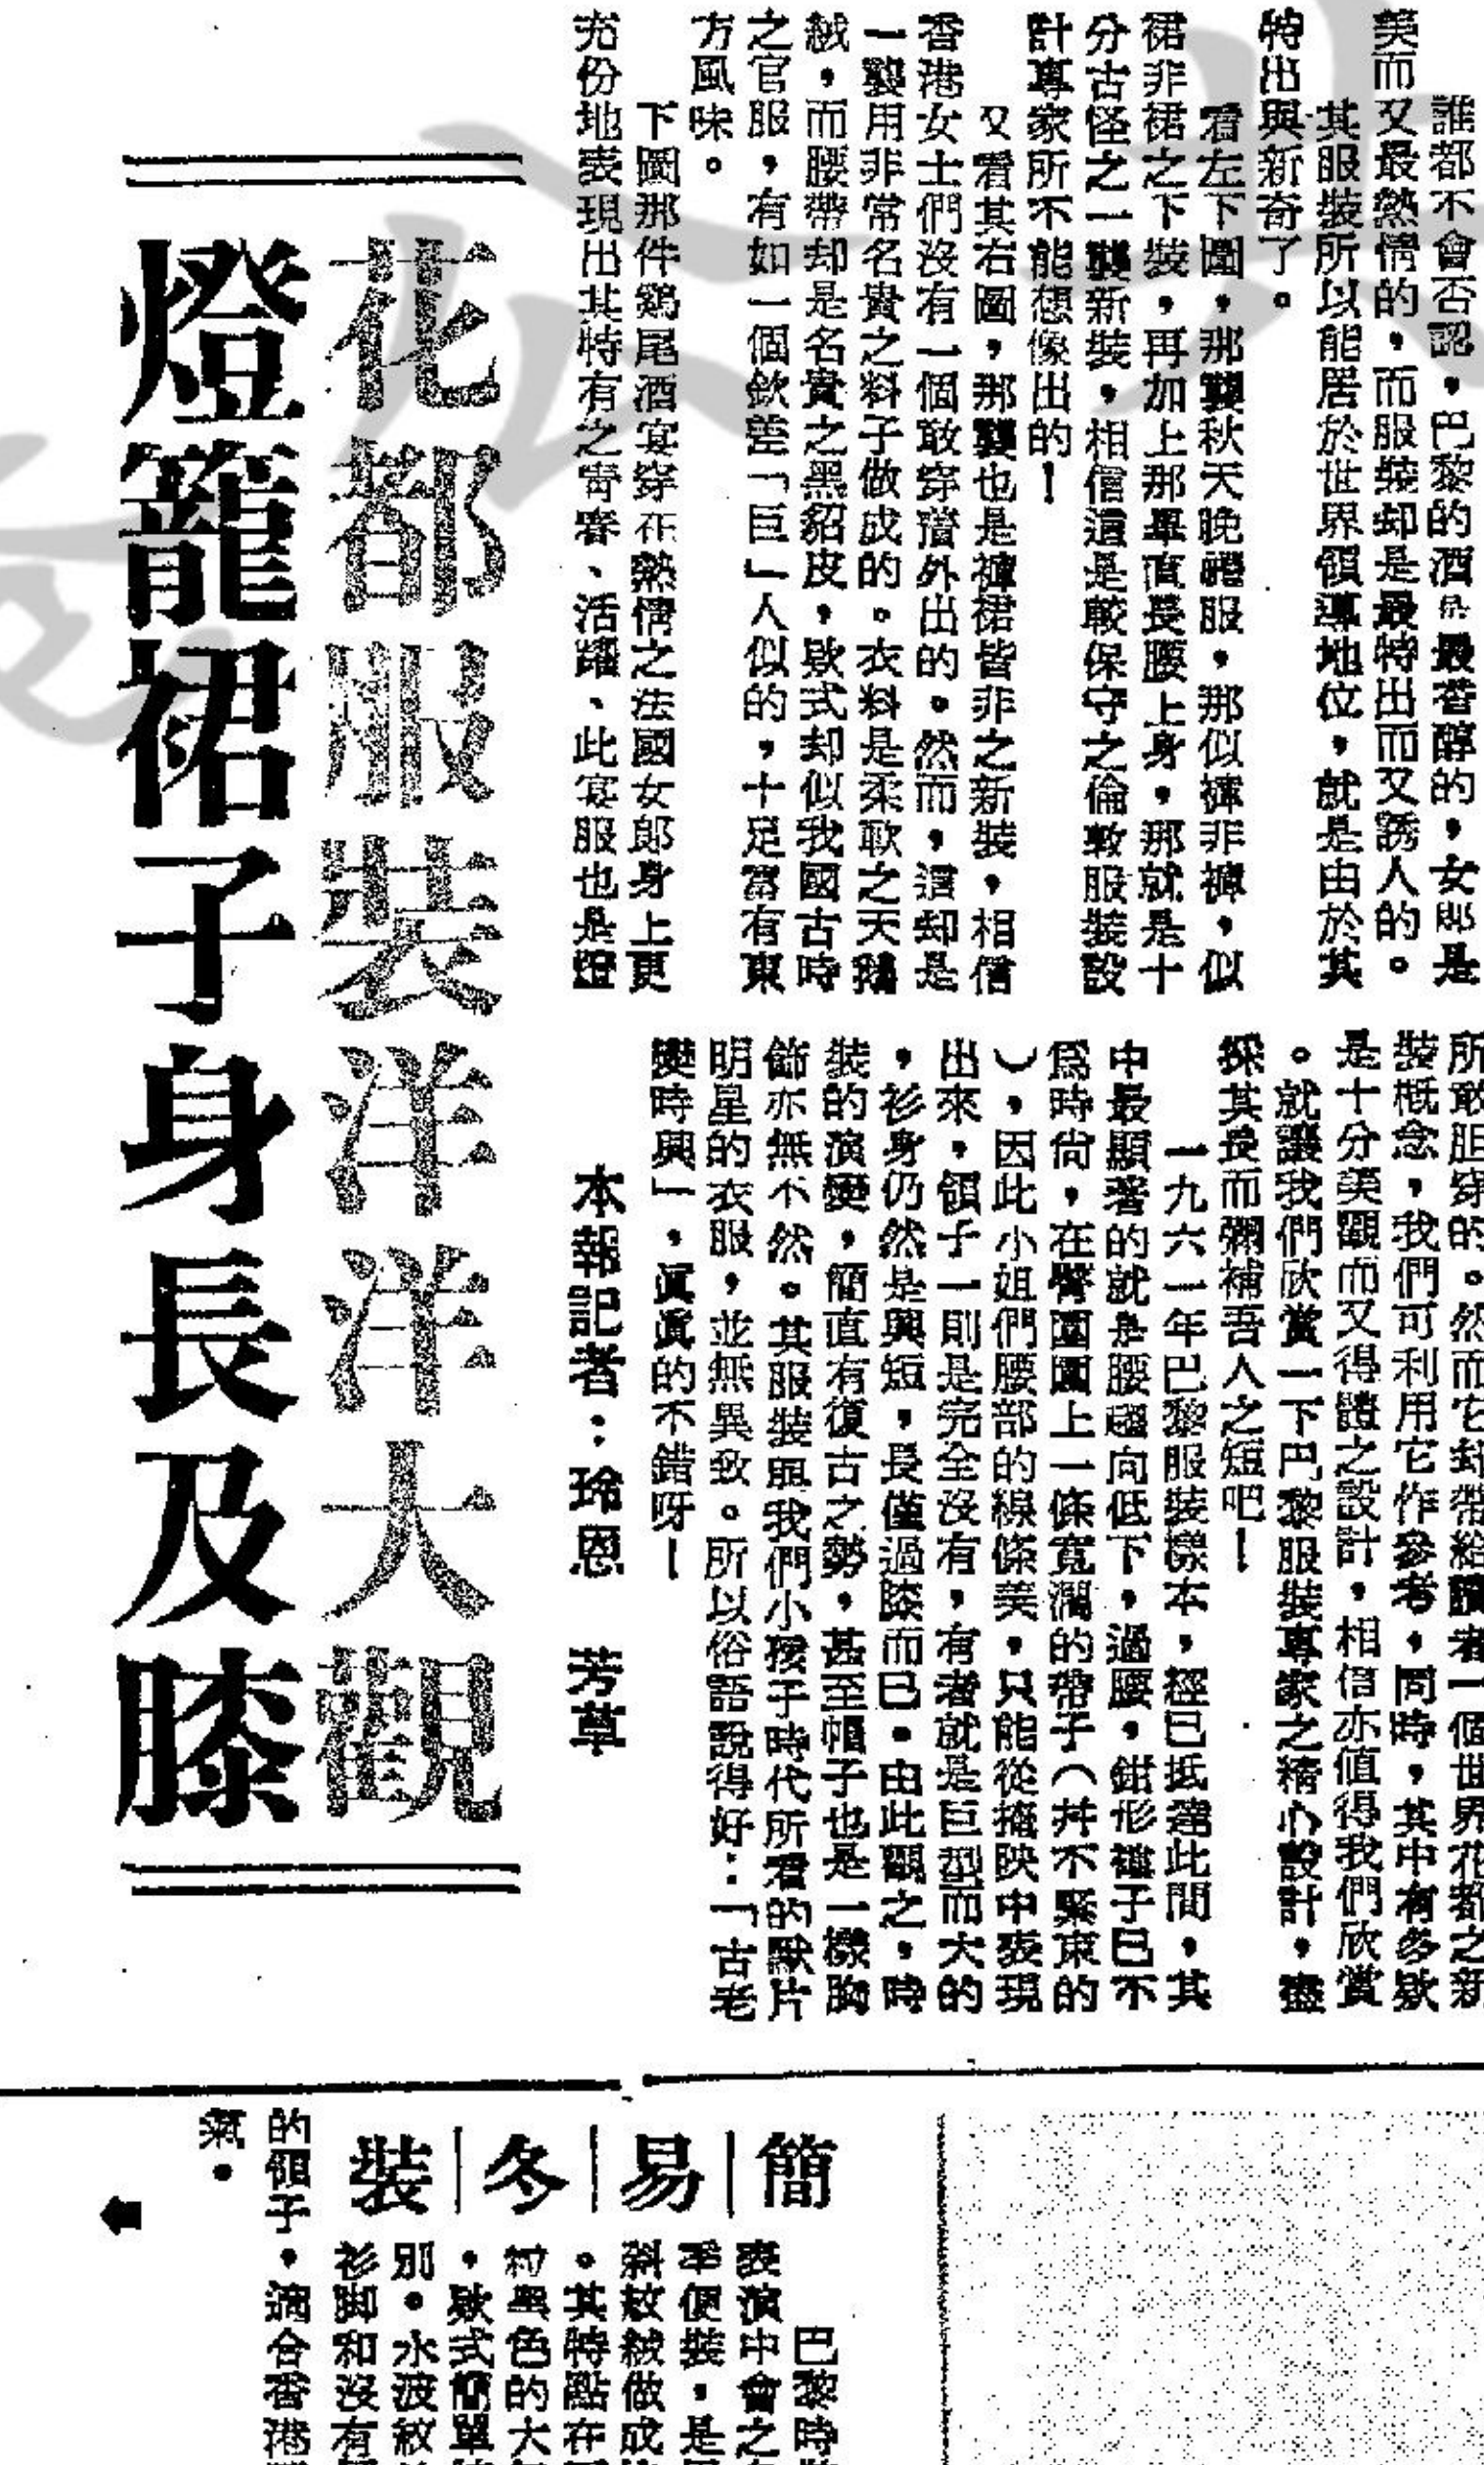 花都服裝洋洋大觀
燈籠裙子身長及膝
誰都不會否認，巴黎的酒是最香醇的，女郎是
美而又最熱情的，而服裝却是最特出而又誘人的。
其服裝所以能居於世界領導地位，就是由於其
特出與新奇了。
看左下圖，那襲秋天晚禮服，那似褲非褲，似
裙非裙之下裝，再加上那畢直長腰上身，那就是十
分古怪之一襲新裝，相信這是較保守之倫敦服裝設
計專家所不能想像出的！
又看其右圖，那襲也是褲裙皆非之新裝，相信
香港女士們沒有一個敢穿着外出的。然而，這却是
一襲用非常名貴之料子做成的。衣料是柔軟之天鵝
絨，而腰帶却是名貴之黑貂皮，欵式却似我國古時
之官服，有如一個欽差「巨」人似的，十足富有東
方風味。
下圖那件鷄尾酒宴穿在熱情之法國女郎身上更
充份地表現出其特有之靑春、活躍、此宴服也是燈
所敢胆穿的。然而它却帶給讀者一個世界花都之新
裝概念，我們可利用它作參考，同時，其中有多欵
是十分美觀而又得體之設計，相信亦值得我們欣賞
。就讓我們欣賞一下巴黎服裝專家之精心設計，盡
採其長而彌補吾人之短吧！
一九六一年巴黎服裝樣本，經已抵達此間，其
中最顯著的就是腰趨向低下，過腰，鉗形褲子已不
爲時尙，在臀圍圍上一條寬濶的帶子（幷不緊束的
），因此小姐們腰部的線條美，只能從掩映中表現
出來，領子一則是完全沒有，有者就是巨型而大的
，衫身仍然是興短，長僅過膝而已。由此觀之，時
裝的演變，簡直有復古之勢，甚至帽子也是一樣胸
飾亦無不然。其服裝跟我們小孩子時代所看的默片
明星的衣服，並無異致。所以俗語說得好：「古老
變時興」，眞眞的不錯呀！
本報記者：玲恩　芳草
簡易冬裝
巴黎時
表演中會之
便裝，是
斜紋絨做成
。其特點在
黑色的大
，欵式簡單
別。水波紋
衫脚和沒有
的領子，適合香港
氣。